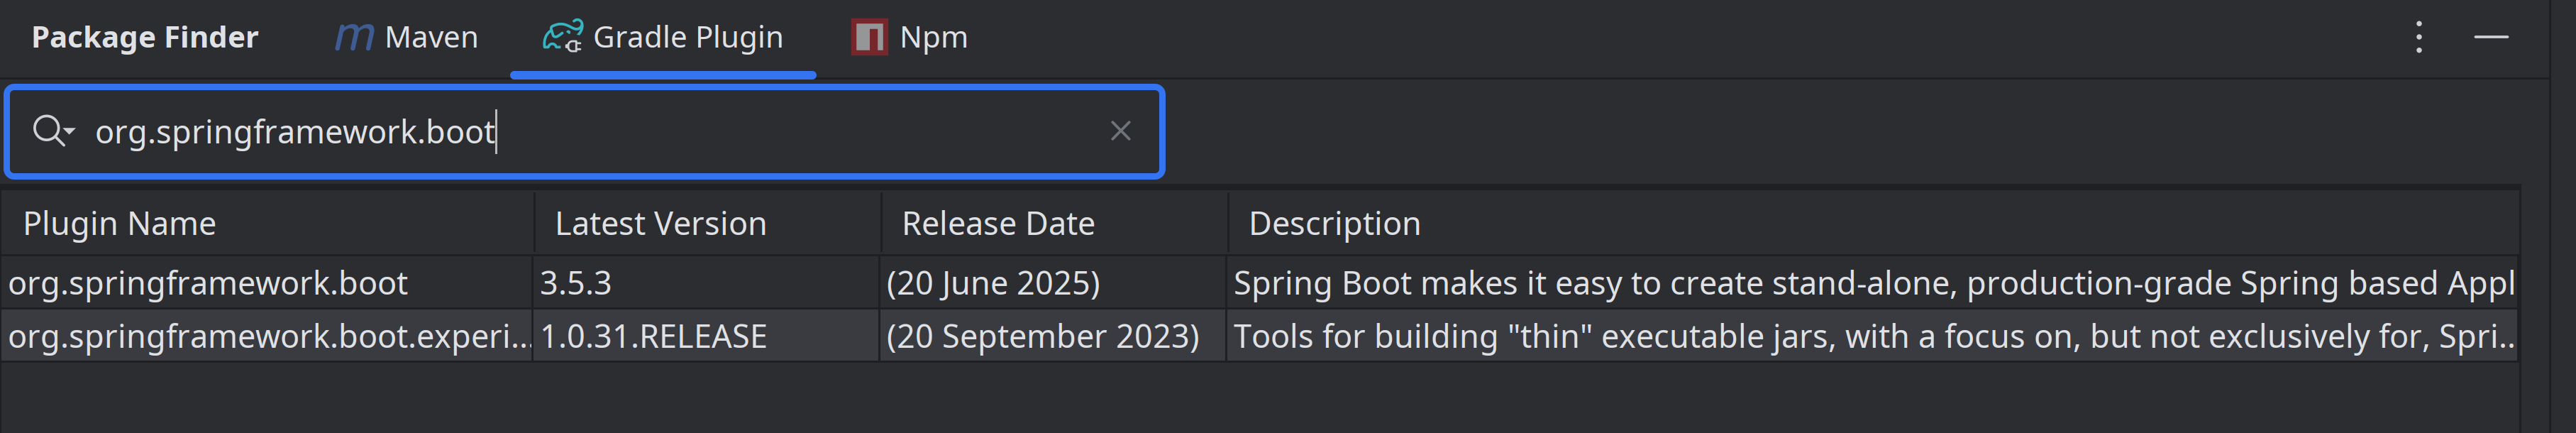 Package Finder Maven Gradle Plugin Npm
org.springframework.boot
Plugin Name Latest Version Release Date Description
org.springframework.boot 3.5.3 (20 June 2025) Spring Boot makes it easy to create stand-alone, production-grade Spring based Appl
org.springframework.boot.experi... 1.0.31.RELEASE (20 September 2023) Tools for building "thin" executable jars, with a focus on, but not exclusively for, Spri..